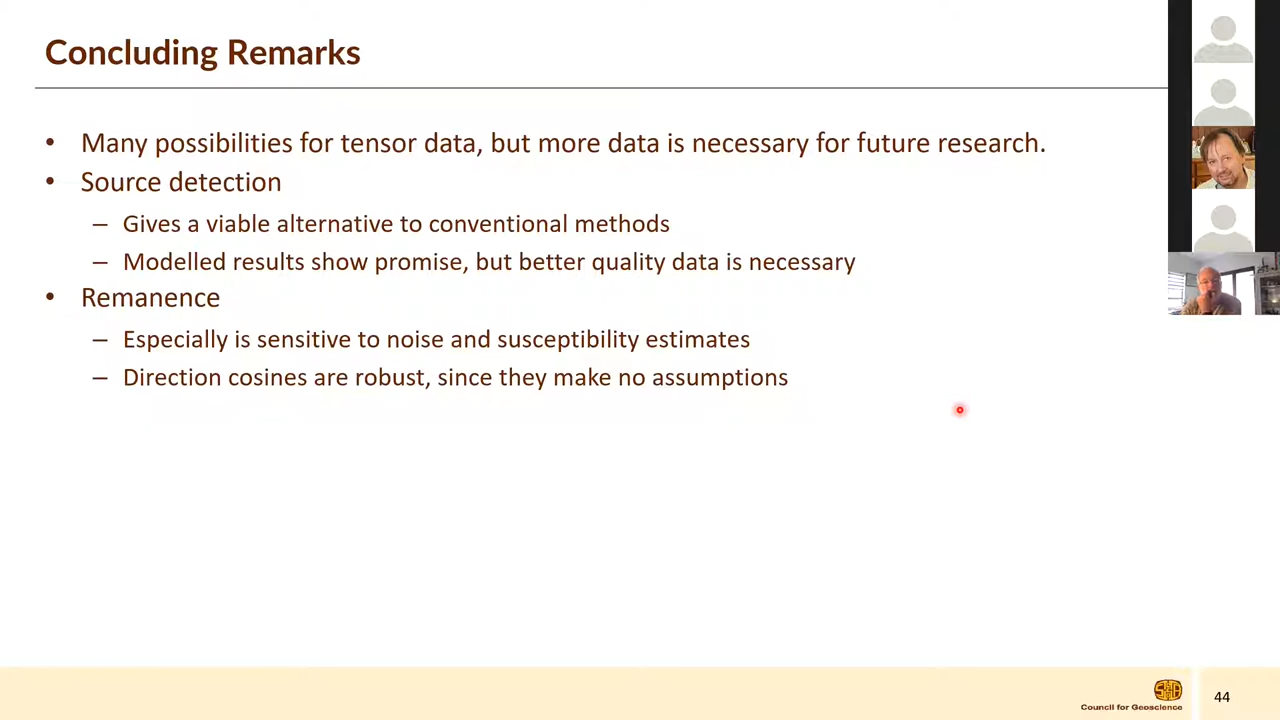 Concluding Remarks
• Many possibilities for tensor data, but more data is necessary for future research.
• Source detection
– Gives a viable alternative to conventional methods
– Modelled results show promise, but better quality data is necessary
• Remanence
– Especially is sensitive to noise and susceptibility estimates
– Direction cosines are robust, since they make no assumptions
Council for Geoscience
44